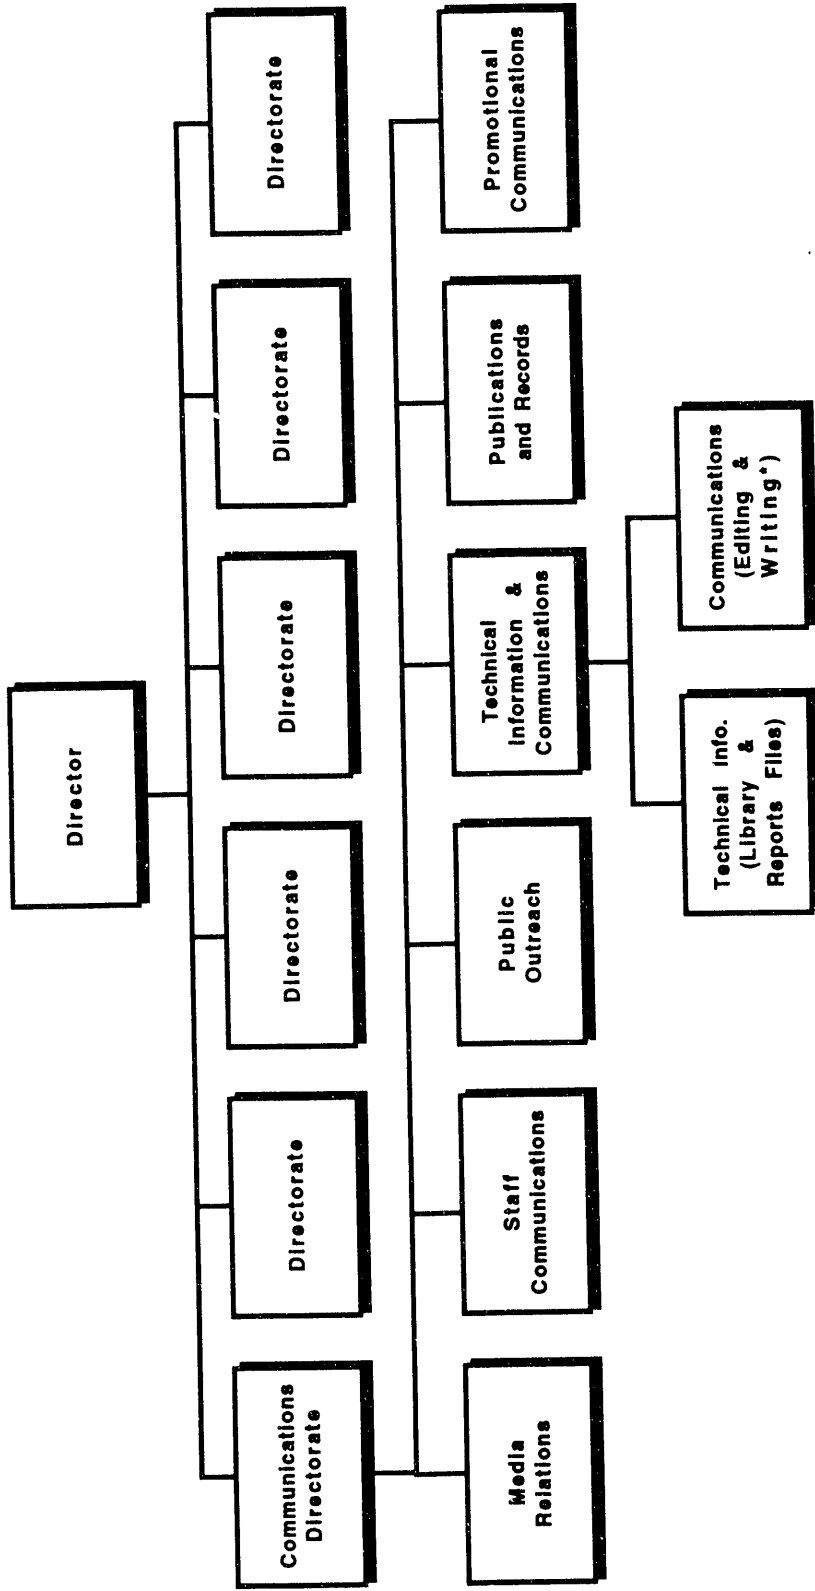 Director
Communications
Directorate
Directorate
Directorate
Directorate
Directorate
Directorate
Media
Relations
Staff
Communications
Public
Outreach
Technical
Information &
Communications
Publications
and Records
Promotional
Communications
Technical Info.
(Library &
Reports Files)
Communications
(Editing &
Writing*)